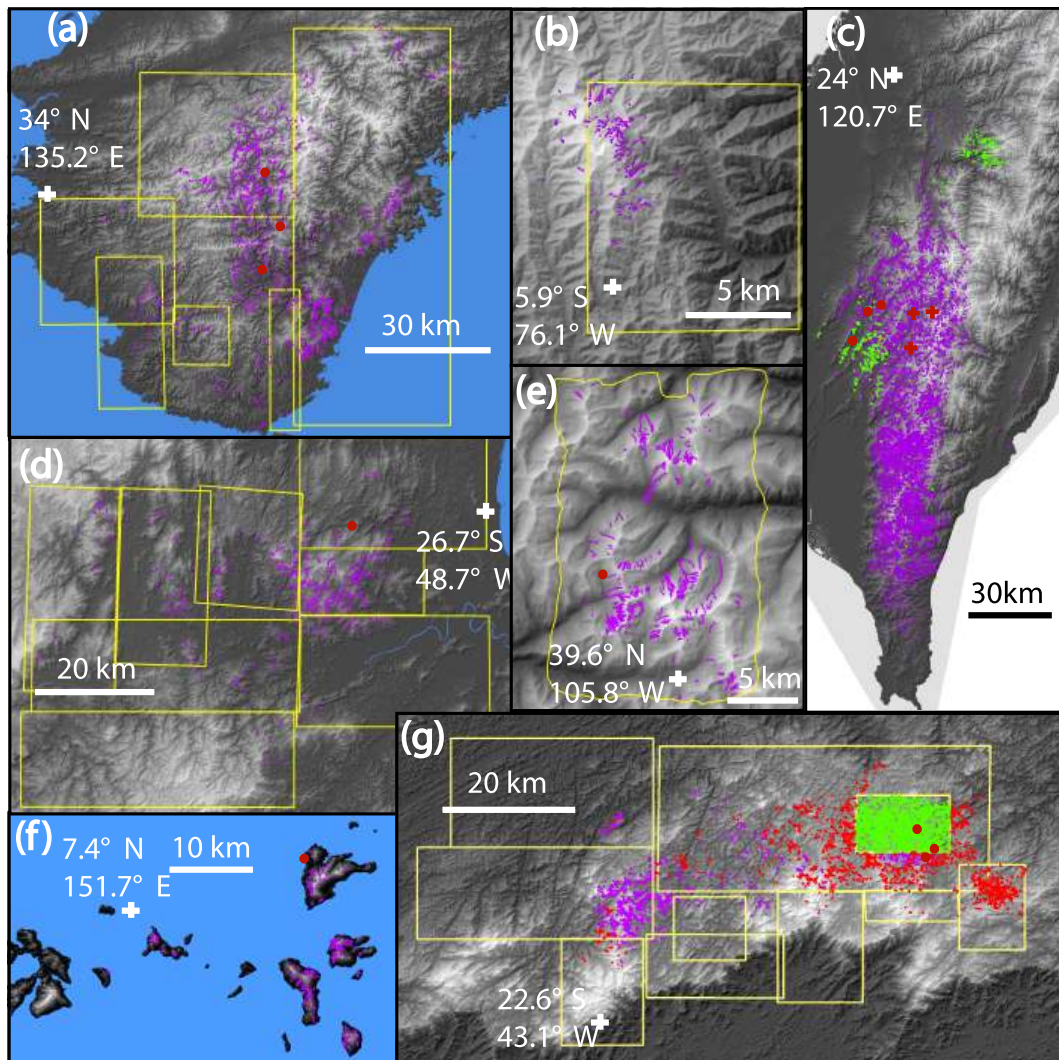 (a)
34° N
135.2° E
30 km
(b)
5.9° S
76.1° W
5 km
(c)
24° N
120.7° E
30km
(d)
26.7° S
48.7° W
20 km
(e)
39.6° N
105.8° W
5 km
(f)
7.4° N
151.7° E
10 km
(g)
20 km
22.6° S
43.1° W